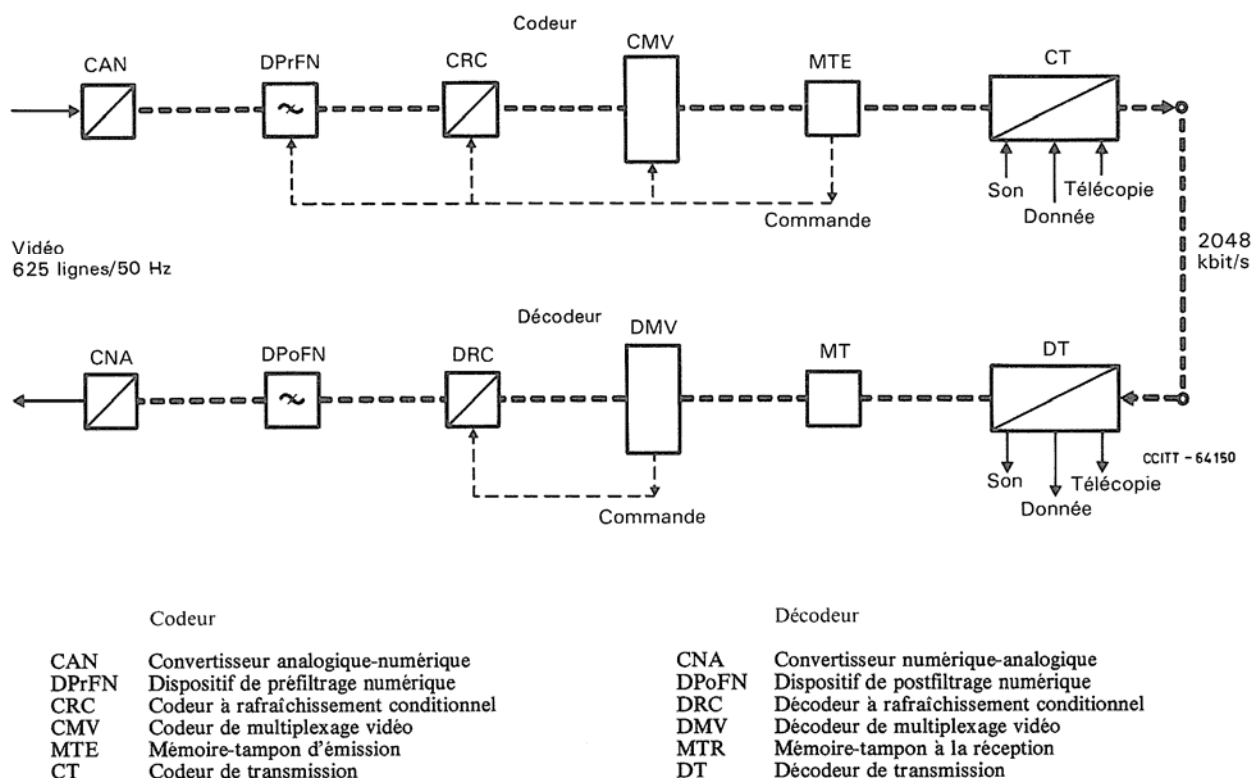 Codeur
CAN DPrFN CRC CMV MTE CT
Son Télécopie
Donnée
Commande
Vidéo
625 lignes/50 Hz
2048
kbit/s
Décodeur
CNA DPoFN DRC DMV MT DT
CCITT - 64150
Son Télécopie
Donnée
Commande
Codeur
CAN Convertisseur analogique-numérique
DPrFN Dispositif de préfiltrage numérique
CRC Codeur à rafraîchissement conditionnel
CMV Codeur de multiplexage vidéo
MTE Mémoire-tampon d'émission
CT Codeur de transmission
Décodeur
CNA Convertisseur numérique-analogique
DPoFN Dispositif de postfiltrage numérique
DRC Décodeur à rafraîchissement conditionnel
DMV Décodeur de multiplexage vidéo
MTR Mémoire-tampon à la réception
DT Décodeur de transmission